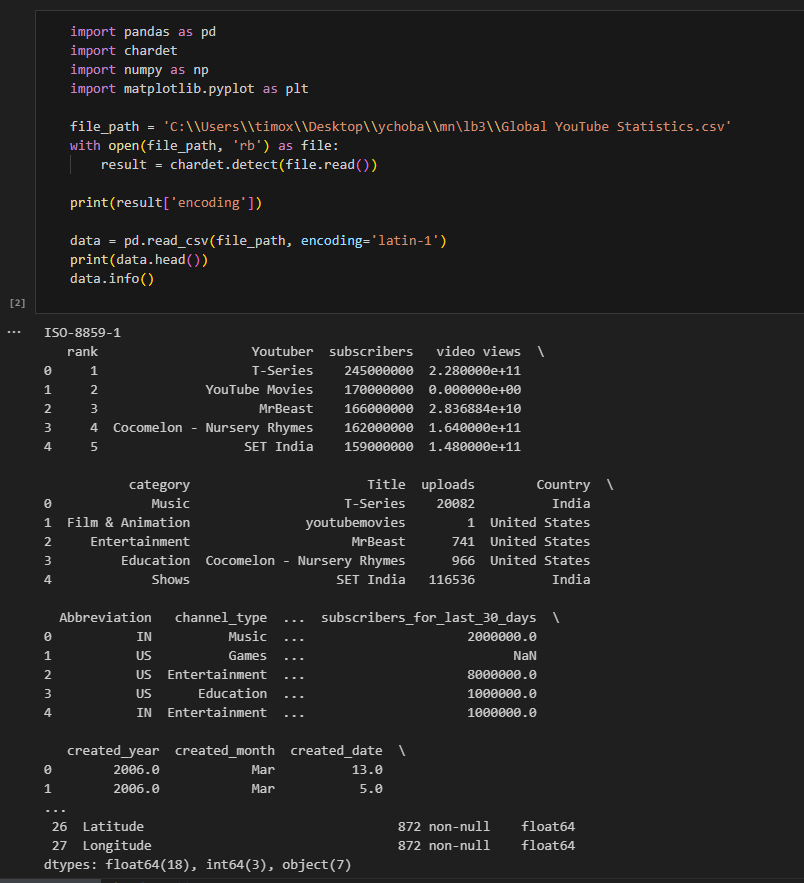 import pandas as pd
import chardet
import numpy as np
import matplotlib.pyplot as plt

file_path = 'C:\\Users\\timox\\Desktop\\ychoba\\mn\lb3\\Global YouTube Statistics.csv'
with open(file_path, 'rb') as file:
    result = chardet.detect(file.read())

print(result['encoding'])

data = pd.read_csv(file_path, encoding='latin-1')
print(data.head())
data.info()
[2]
... ISO-8859-1
   rank                    Youtuber  subscribers   video views  \
0     1                    T-Series    245000000  2.280000e+11
1     2              YouTube Movies    170000000  0.000000e+00
2     3                     MrBeast    166000000  2.836884e+10
3     4  Cocomelon - Nursery Rhymes    162000000  1.640000e+11
4     5                   SET India    159000000  1.480000e+11

           category                       Title  uploads        Country  \
0             Music                    T-Series    20082          India
1  Film & Animation               youtubemovies        1  United States
2     Entertainment                     MrBeast      741  United States
3         Education  Cocomelon - Nursery Rhymes      966  United States
4             Shows                   SET India   116536          India

  Abbreviation   channel_type  ...  subscribers_for_last_30_days  \
0           IN          Music  ...                     2000000.0
1           US          Games  ...                           NaN
2           US  Entertainment  ...                     8000000.0
3           US      Education  ...                     1000000.0
4           IN  Entertainment  ...                     1000000.0

   created_year  created_month  created_date  \
0        2006.0            Mar          13.0
1        2006.0            Mar           5.0
...
 26  Latitude                                 872 non-null    float64
 27  Longitude                                872 non-null    float64
dtypes: float64(18), int64(3), object(7)